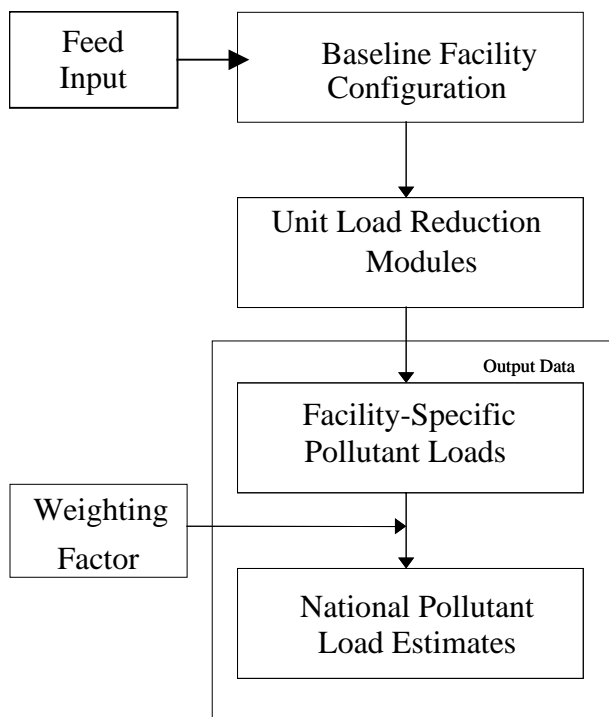 Feed
Input
Baseline Facility
Configuration
Unit Load Reduction
Modules
Output Data
Facility-Specific
Pollutant Loads
Weighting
Factor
National Pollutant
Load Estimates